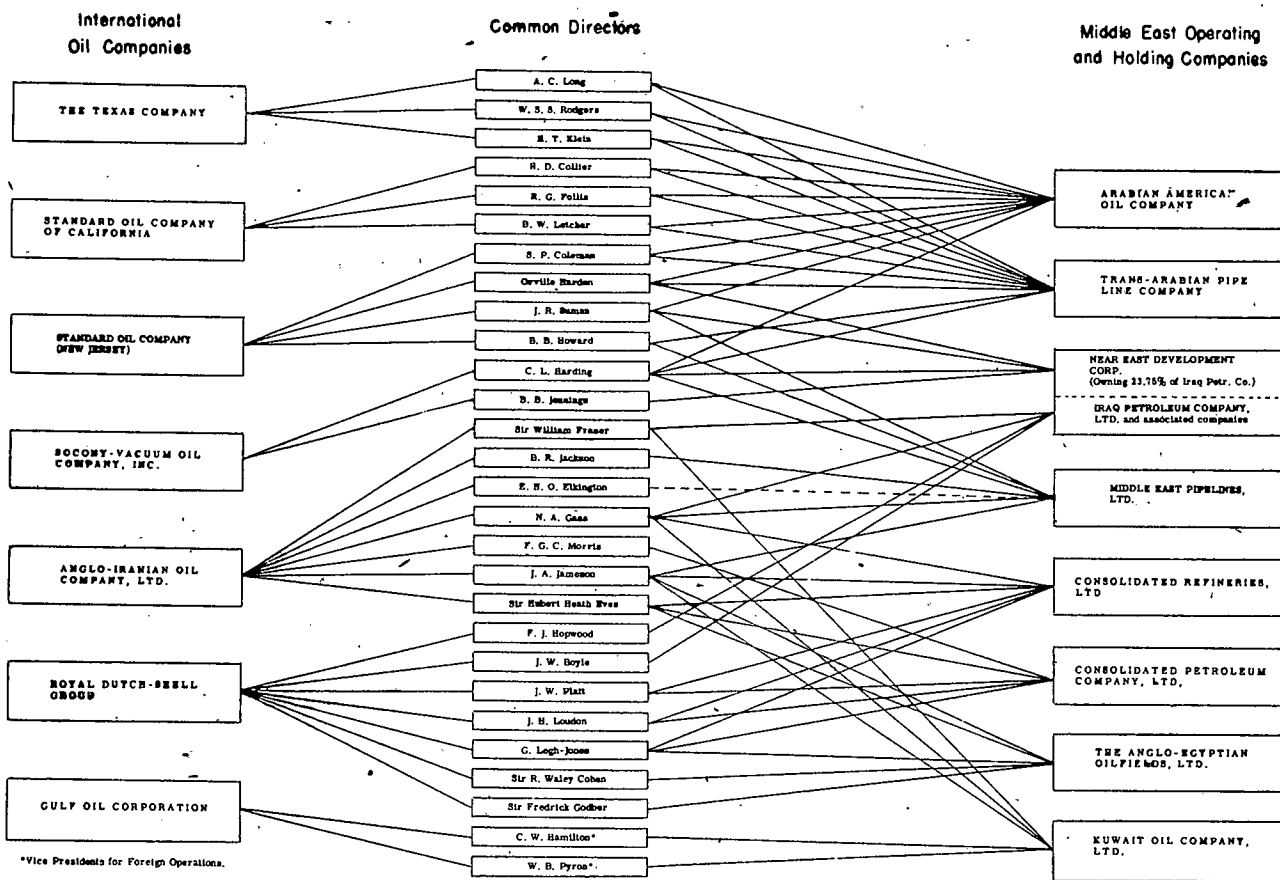 International
Oil Companies
Common Directors
Middle East Operating
and Holding Companies
THE TEXAS COMPANY
STANDARD OIL COMPANY
OF CALIFORNIA
STANDARD OIL COMPANY
(NEW JERSEY)
SOCONY-VACUUM OIL
COMPANY, INC.
ANGLO-IRANIAN OIL
COMPANY, LTD.
ROYAL DUTCH-SHELL
GROUP
GULF OIL CORPORATION
*Vice Presidents for Foreign Operations.
A. C. Long
W. S. S. Rodgers
H. T. Klein
H. D. Collier
R. G. Follis
B. W. Letcher
S. P. Coleman
Orville Harden
J. R. Suman
B. B. Howard
C. L. Harding
B. B. Jennings
Sir William Fraser
B. R. Jackson
E. H. O. Elkington
N. A. Gass
F. G. C. Morris
J. A. Jameson
Sir Hubert Heath Eves
F. J. Hopwood
J. W. Boyle
J. W. Platt
J. H. Loudon
G. Legh-Jones
Sir R. Waley Cohen
Sir Fredrick Godber
C. W. Hamilton*
W. B. Pyron*
ARABIAN AMERICAN
OIL COMPANY
TRANS-ARABIAN PIPE
LINE COMPANY
NEAR EAST DEVELOPMENT
CORP.
(Owning 23.75% of Iraq Petr. Co.)
IRAQ PETROLEUM COMPANY,
LTD. and associated companies
MIDDLE EAST PIPELINES,
LTD.
CONSOLIDATED REFINERIES,
LTD
CONSOLIDATED PETROLEUM
COMPANY, LTD.
THE ANGLO-EGYPTIAN
OILFIELDS, LTD.
KUWAIT OIL COMPANY,
LTD.